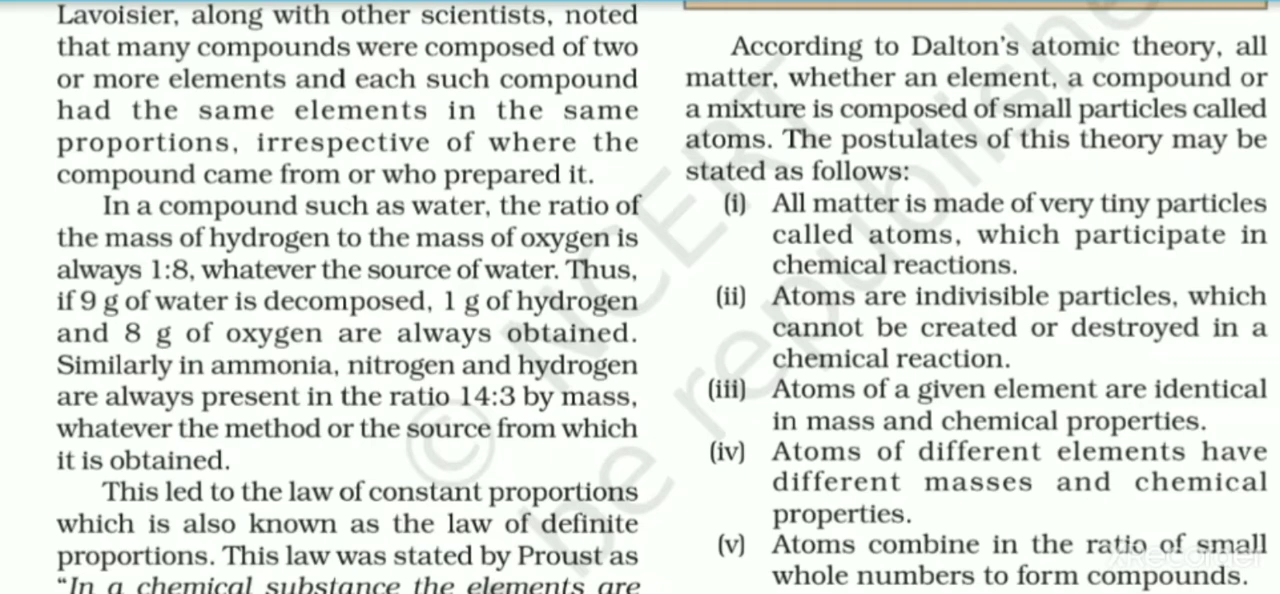 Lavoisier, along with other scientists, noted
that many compounds were composed of two
or more elements and each such compound
had the same elements in the same
proportions, irrespective of where the
compound came from or who prepared it.
In a compound such as water, the ratio of
the mass of hydrogen to the mass of oxygen is
always 1:8, whatever the source of water. Thus,
if 9 g of water is decomposed, 1 g of hydrogen
and 8 g of oxygen are always obtained.
Similarly in ammonia, nitrogen and hydrogen
are always present in the ratio 14:3 by mass,
whatever the method or the source from which
it is obtained.
This led to the law of constant proportions
which is also known as the law of definite
proportions. This law was stated by Proust as
“In a chemical substance the elements are
According to Dalton’s atomic theory, all
matter, whether an element, a compound or
a mixture is composed of small particles called
atoms. The postulates of this theory may be
stated as follows:
(i) All matter is made of very tiny particles
called atoms, which participate in
chemical reactions.
(ii) Atoms are indivisible particles, which
cannot be created or destroyed in a
chemical reaction.
(iii) Atoms of a given element are identical
in mass and chemical properties.
(iv) Atoms of different elements have
different masses and chemical
properties.
(v) Atoms combine in the ratio of small
whole numbers to form compounds.
© NCERT
be republishe
XRecorder